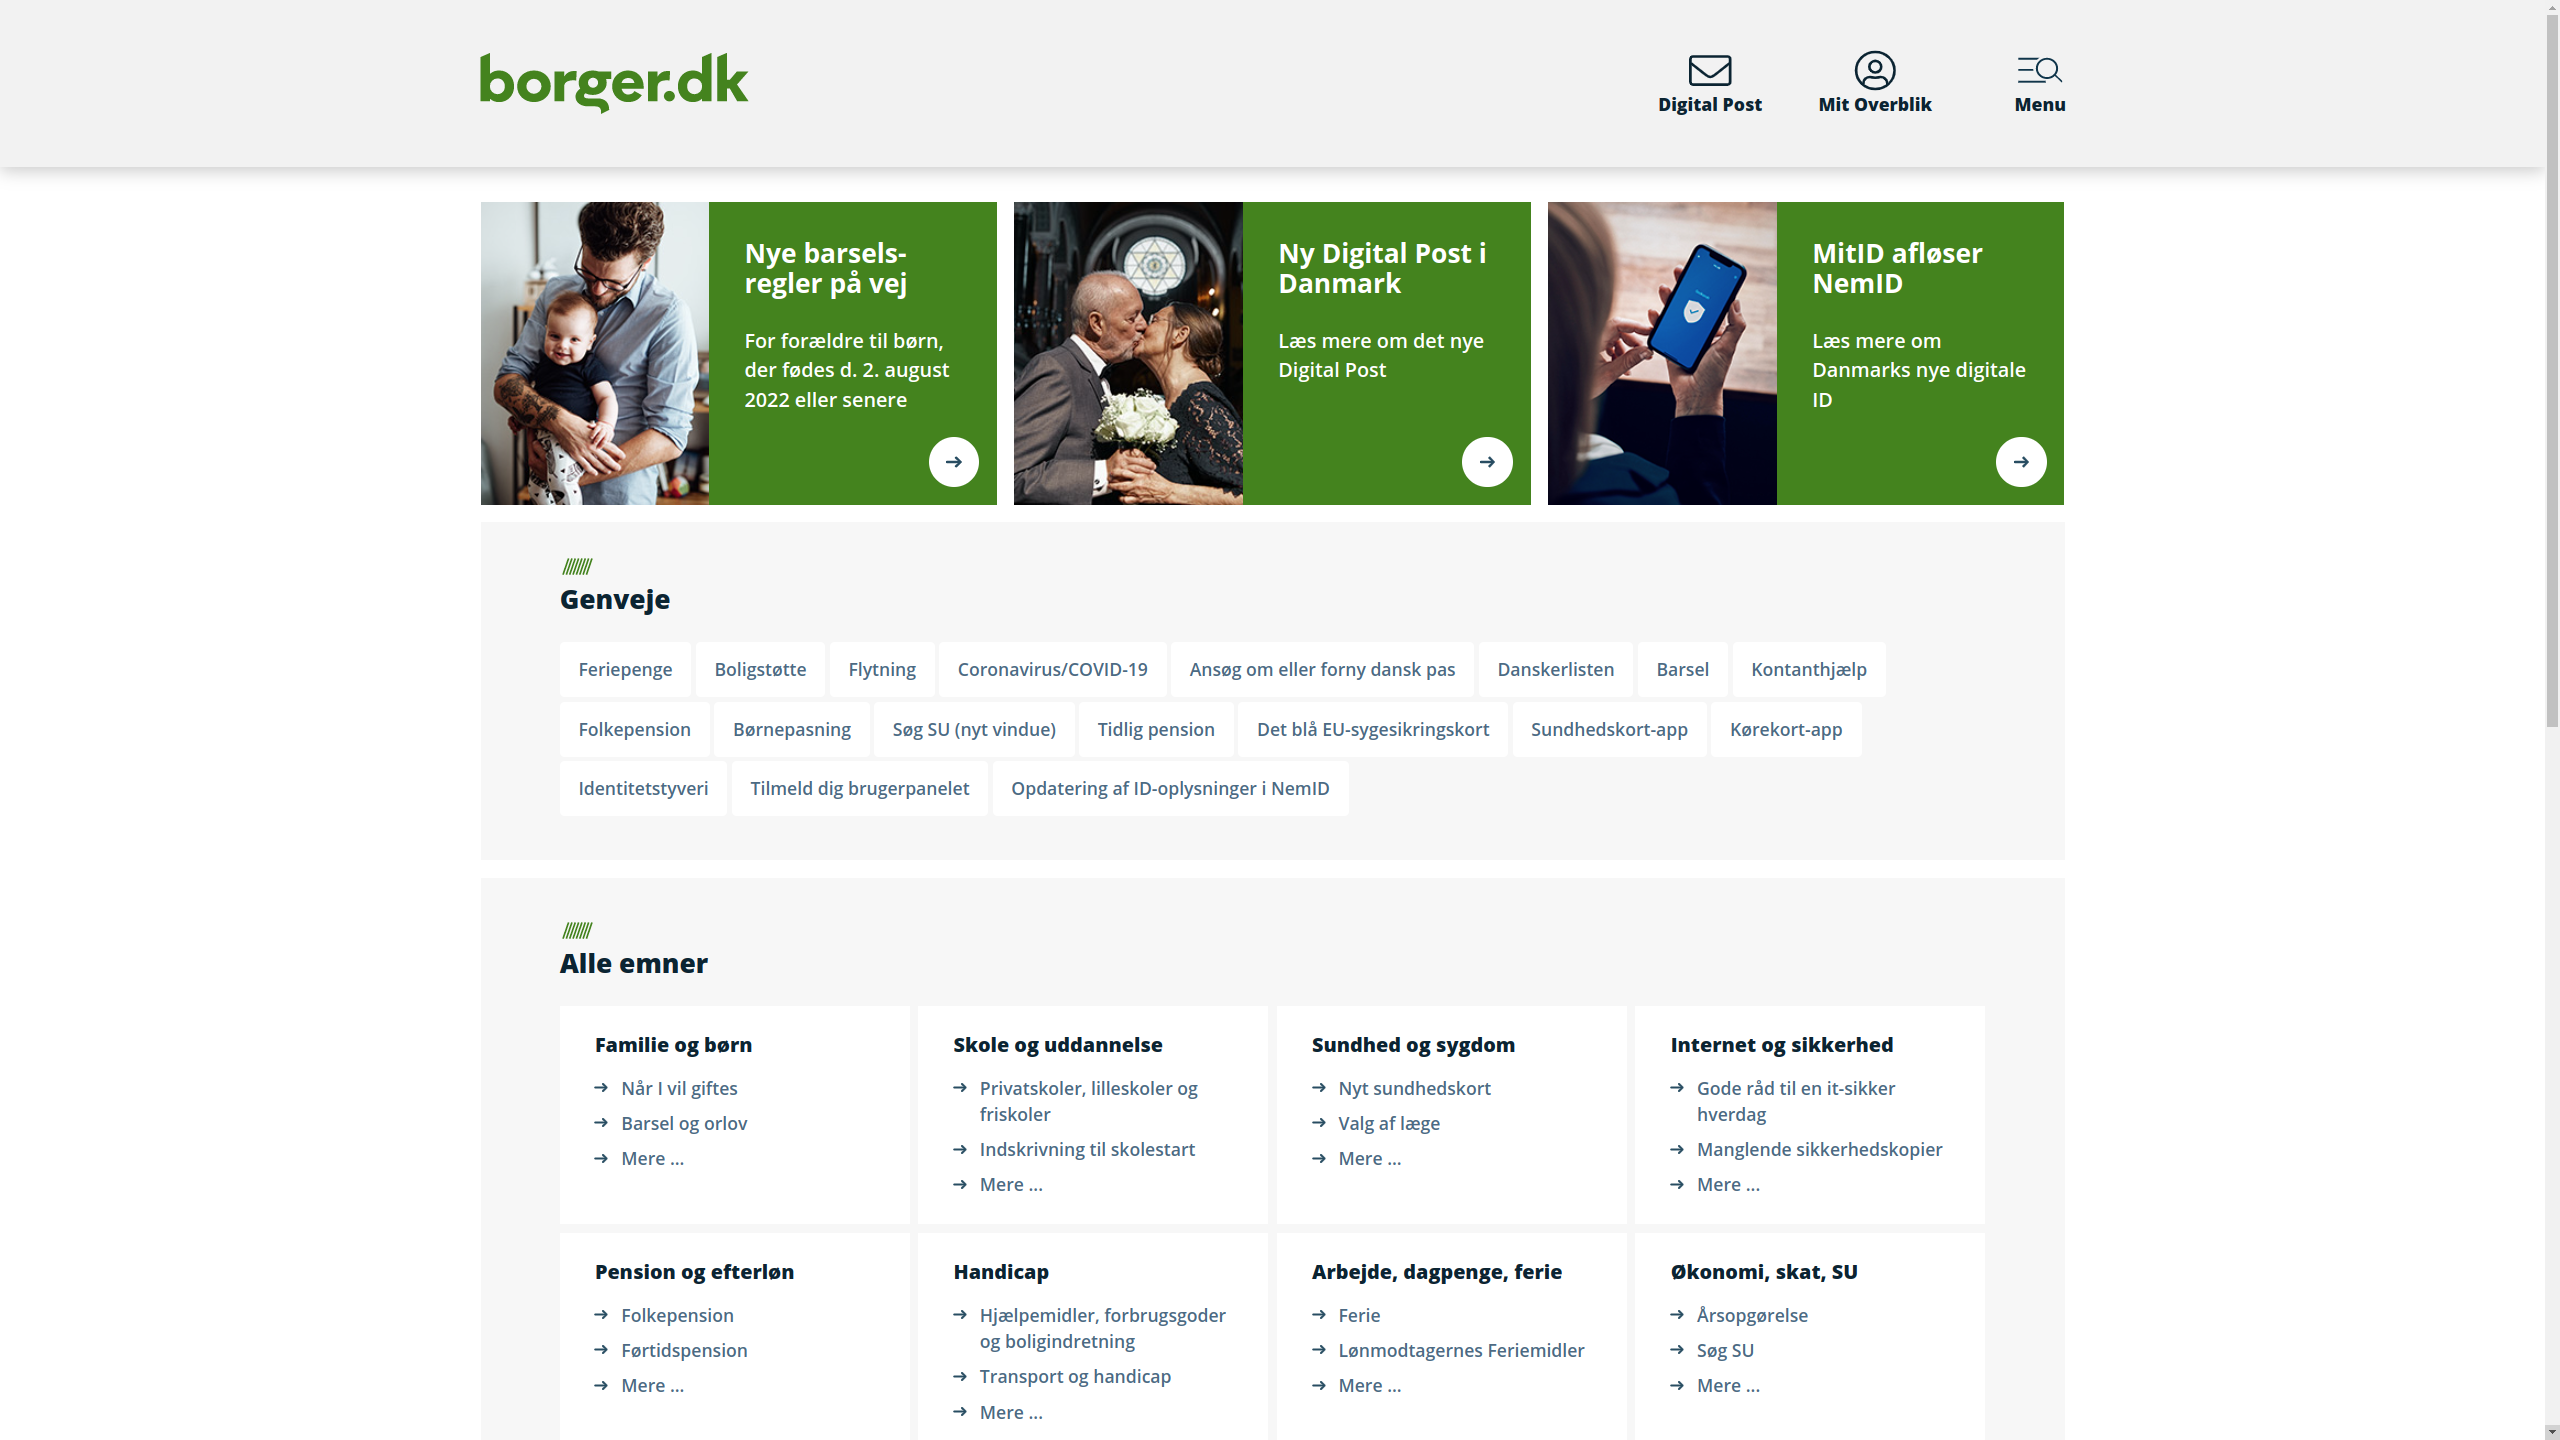 borger.dk
Digital Post
Mit Overblik
Menu
Nye barsels-
regler på vej
For forældre til børn,
der fødes d. 2. august
2022 eller senere
Ny Digital Post i
Danmark
Læs mere om det nye
Digital Post
MitID afløser
NemID
Læs mere om
Danmarks nye digitale
ID
Genveje
Feriepenge
Boligstøtte
Flytning
Coronavirus/COVID-19
Ansøg om eller forny dansk pas
Danskerlisten
Barsel
Kontanthjælp
Folkepension
Børnepasning
Søg SU (nyt vindue)
Tidlig pension
Det blå EU-sygesikringskort
Sundhedskort-app
Kørekort-app
Identitetstyveri
Tilmeld dig brugerpanelet
Opdatering af ID-oplysninger i NemID
Alle emner
Familie og børn
Når I vil giftes
Barsel og orlov
Mere ...
Skole og uddannelse
Privatskoler, lilleskoler og
friskoler
Indskrivning til skolestart
Mere ...
Sundhed og sygdom
Nyt sundhedskort
Valg af læge
Mere ...
Internet og sikkerhed
Gode råd til en it-sikker
hverdag
Manglende sikkerhedskopier
Mere ...
Pension og efterløn
Folkepension
Førtidspension
Mere ...
Handicap
Hjælpemidler, forbrugsgoder
og boligindretning
Transport og handicap
Mere ...
Arbejde, dagpenge, ferie
Ferie
Lønmodtagernes Feriemidler
Mere ...
Økonomi, skat, SU
Årsopgørelse
Søg SU
Mere ...